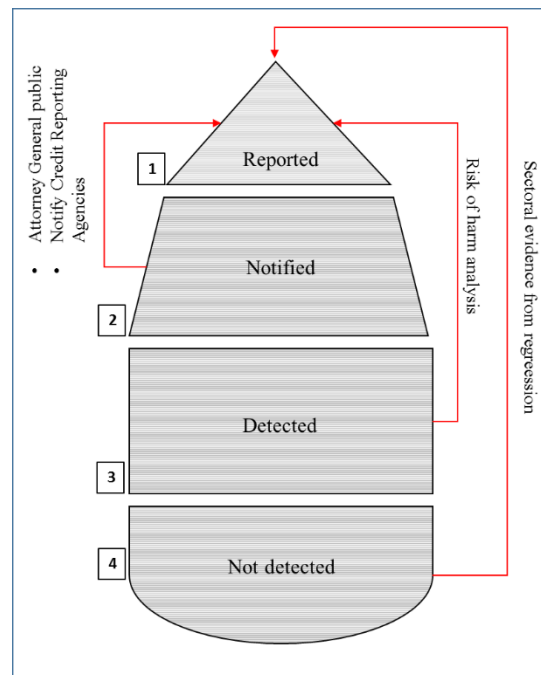 • Attorney General public
• Notify Credit Reporting
Agencies
Reported
1
Risk of harm analysis
Sectoral evidence from regreession
Notified
2
Detected
3
4
Not detected